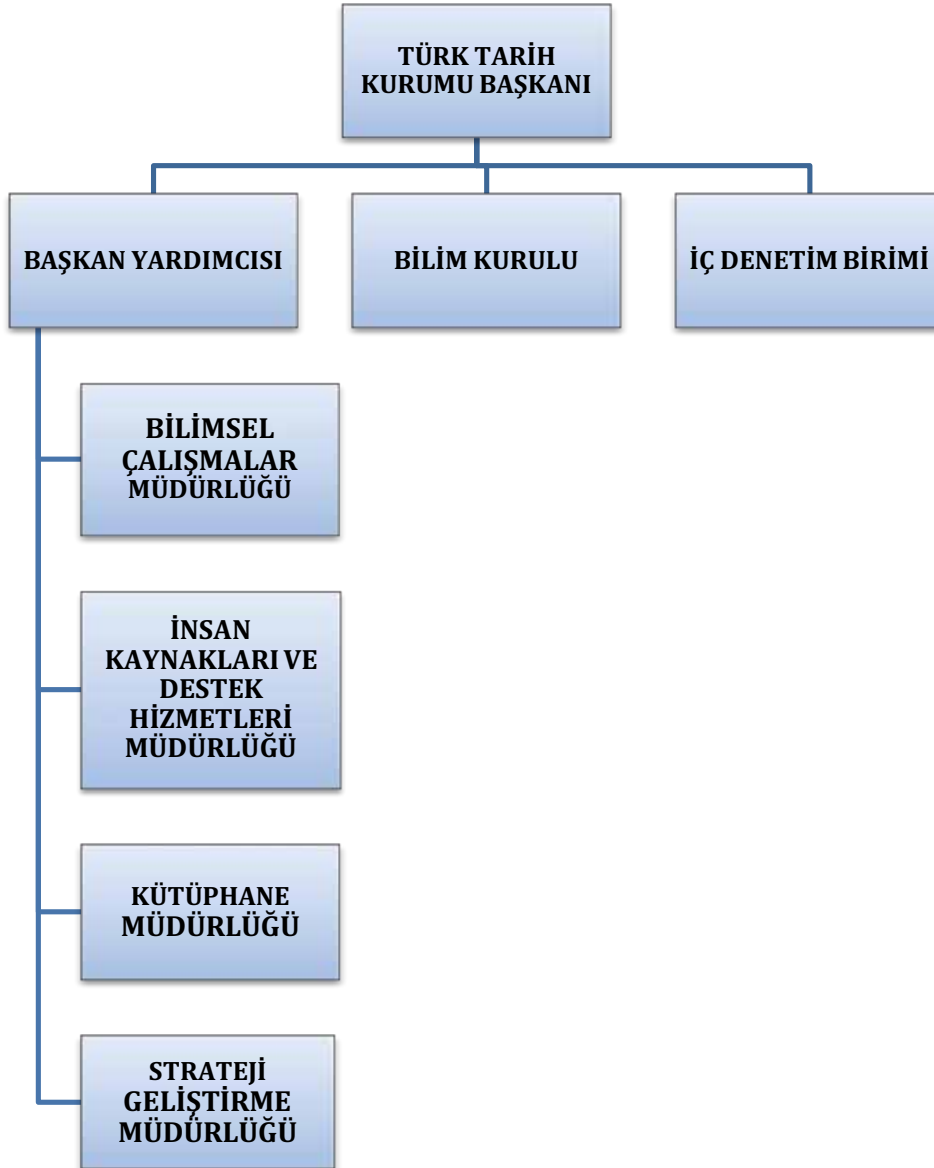 TÜRK TARİH
KURUMU BAŞKANI
BAŞKAN YARDIMCISI
BİLİM KURULU
İÇ DENETİM BİRİMİ
BİLİMSEL
ÇALIŞMALAR
MÜDÜRLÜĞÜ
İNSAN
KAYNAKLARI VE
DESTEK
HİZMETLERİ
MÜDÜRLÜĞÜ
KÜTÜPHANE
MÜDÜRLÜĞÜ
STRATEJİ
GELİŞTİRME
MÜDÜRLÜĞÜ